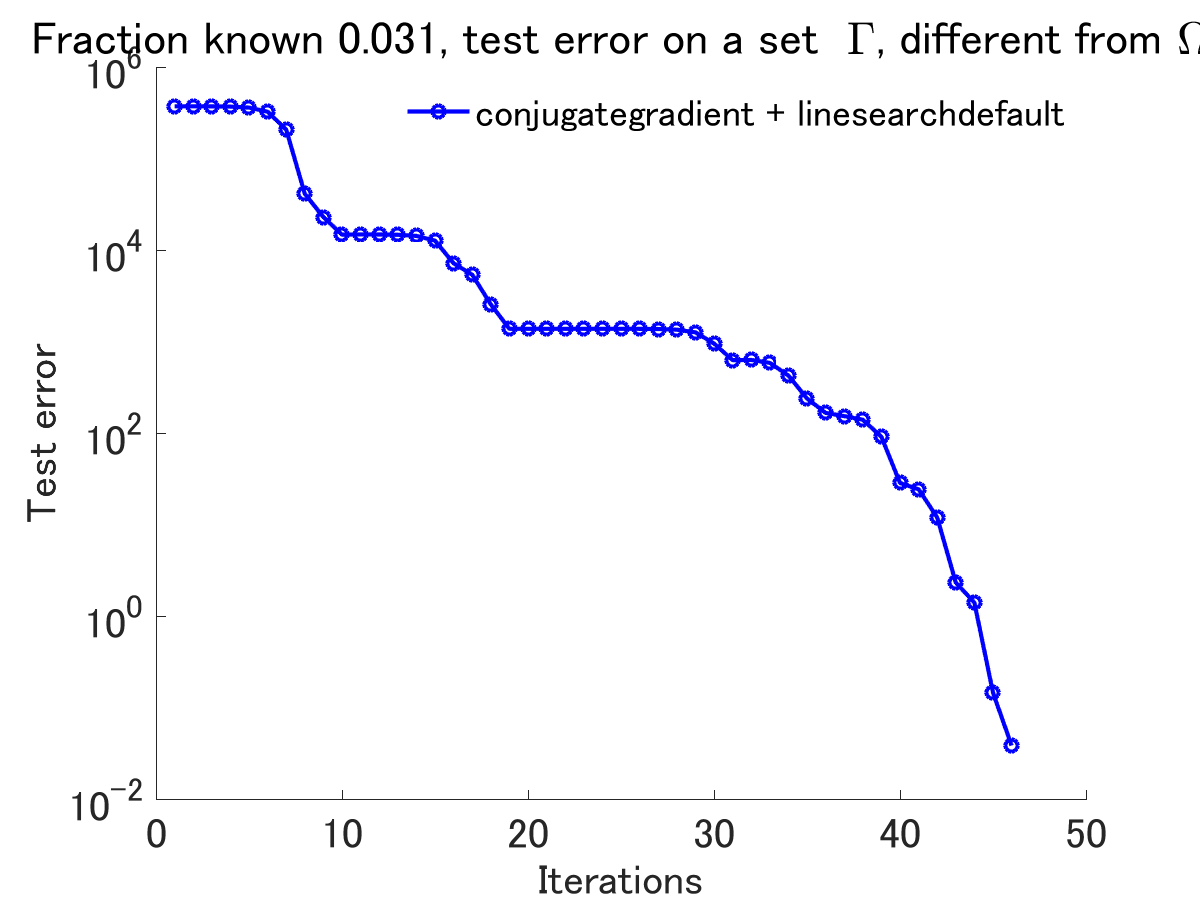 Fraction known 0.031, test error on a set Γ, different from Ω
10^6
conjugategradient + linesearchdefault
10^4
Test error
10^2
10^0
10^-2
0 10 20 30 40 50
Iterations